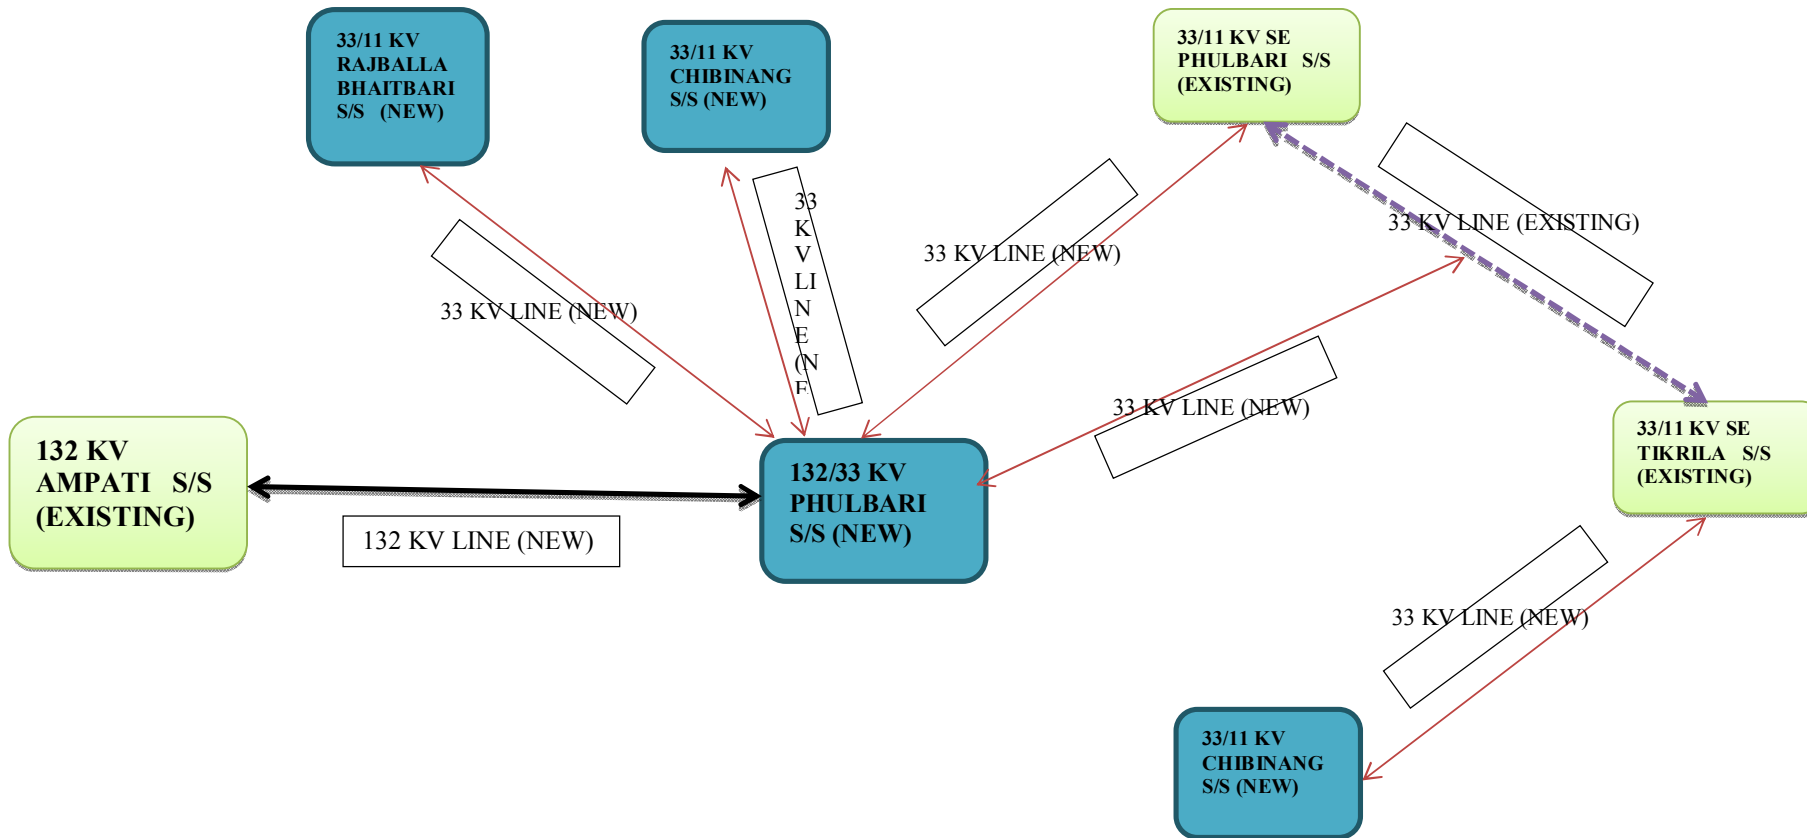 33/11 KV
RAJBALLA
BHAITBARI
S/S (NEW)
33/11 KV
CHIBINANG
S/S (NEW)
33/11 KV SE
PHULBARI S/S
(EXISTING)
33 KV LINE (NEW)
33
K
V
LI
N
E
(N
E
33 KV LINE (NEW)
33 KV LINE (EXISTING)
33 KV LINE (NEW)
132 KV
AMPATI S/S
(EXISTING)
132 KV LINE (NEW)
132/33 KV
PHULBARI
S/S (NEW)
33/11 KV SE
TIKRILA S/S
(EXISTING)
33 KV LINE (NEW)
33/11 KV
CHIBINANG
S/S (NEW)